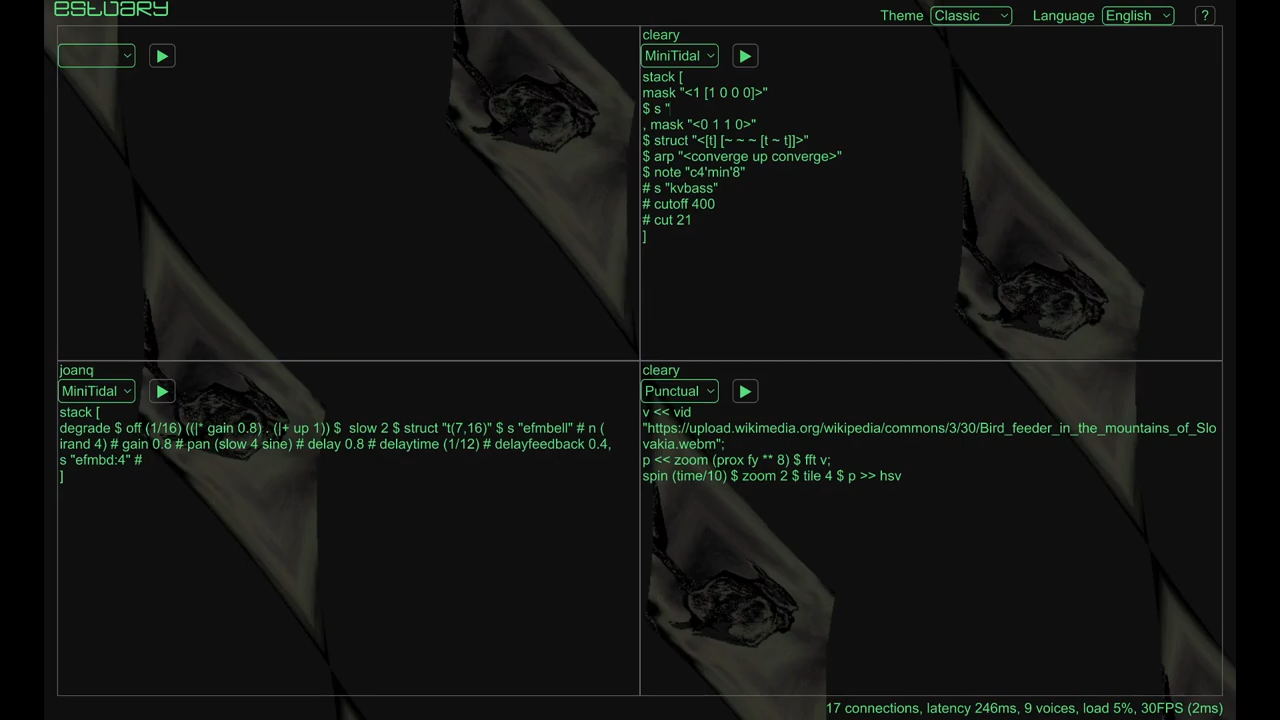 estuary
Theme Classic Language English ?
cleary
MiniTidal
stack [
mask "<1 [1 0 0 0]>"
$ s "
, mask "<0 1 1 0>"
$ struct "<[t] [~ ~ ~ [t ~ t]]>"
$ arp "<converge up converge>"
$ note "c4'min'8"
# s "kvbass"
# cutoff 400
# cut 21
]
joanq
MiniTidal
stack [
degrade $ off (1/16) ((|* gain 0.8) . (|+ up 1)) $  slow 2 $ struct "t(7,16)" $ s "efmbell" # n (
irand 4) # gain 0.8 # pan (slow 4 sine) # delay 0.8 # delaytime (1/12) # delayfeedback 0.4,
s "efmbd:4" #
]
cleary
Punctual
v << vid
"https://upload.wikimedia.org/wikipedia/commons/3/30/Bird_feeder_in_the_mountains_of_Slo
vakia.webm";
p << zoom (prox fy ** 8) $ fft v;
spin (time/10) $ zoom 2 $ tile 4 $ p >> hsv
17 connections, latency 246ms, 9 voices, load 5%, 30FPS (2ms)